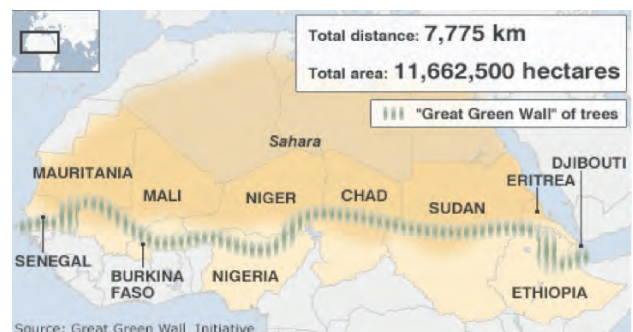 Total distance: 7,775 km
Total area: 11,662,500 hectares
"Great Green Wall" of trees
Sahara
DJIBOUTI
MAURITANIA
ERITREA
MALI
NIGER
CHAD
SUDAN
SENEGAL
BURKINA
FASO
NIGERIA
ETHIOPIA
Source: Great Green Wall Initiative